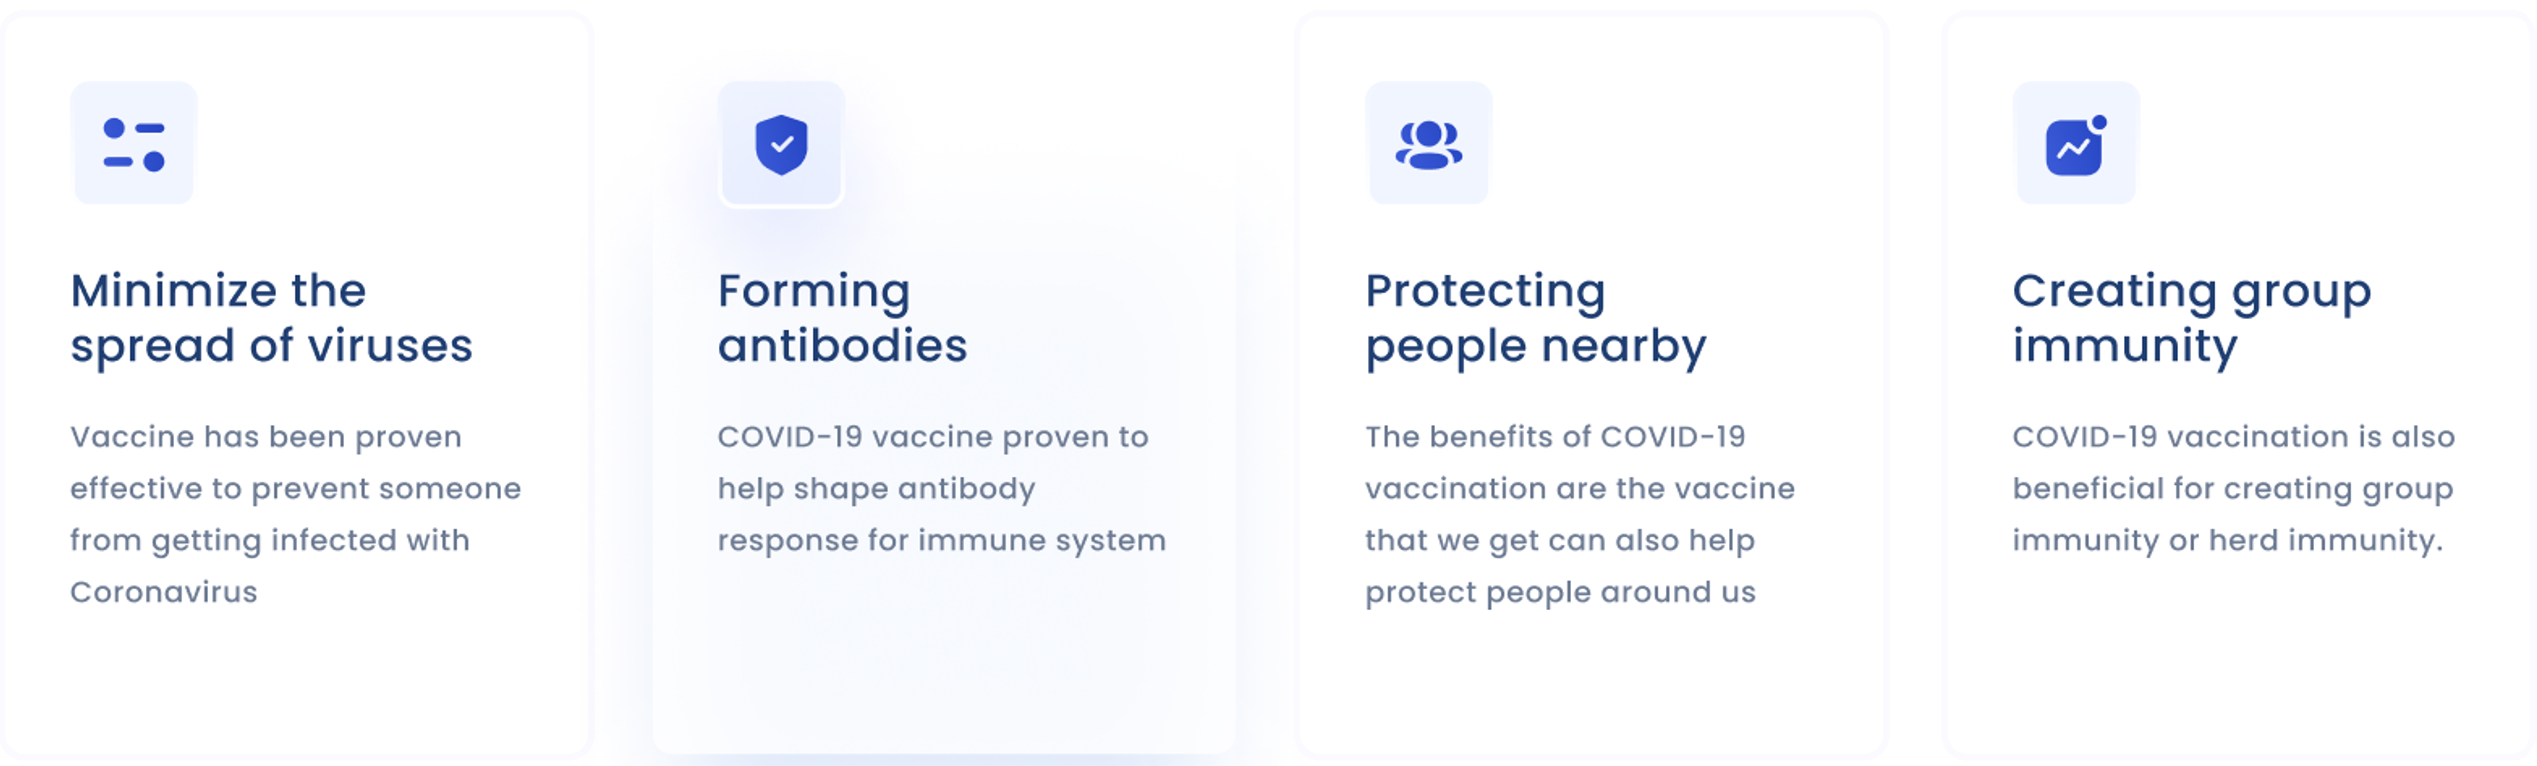 Minimize the
spread of viruses
Vaccine has been proven
effective to prevent someone
from getting infected with
Coronavirus
Forming
antibodies
COVID-19 vaccine proven to
help shape antibody
response for immune system
Protecting
people nearby
The benefits of COVID-19
vaccination are the vaccine
that we get can also help
protect people around us
Creating group
immunity
COVID-19 vaccination is also
beneficial for creating group
immunity or herd immunity.